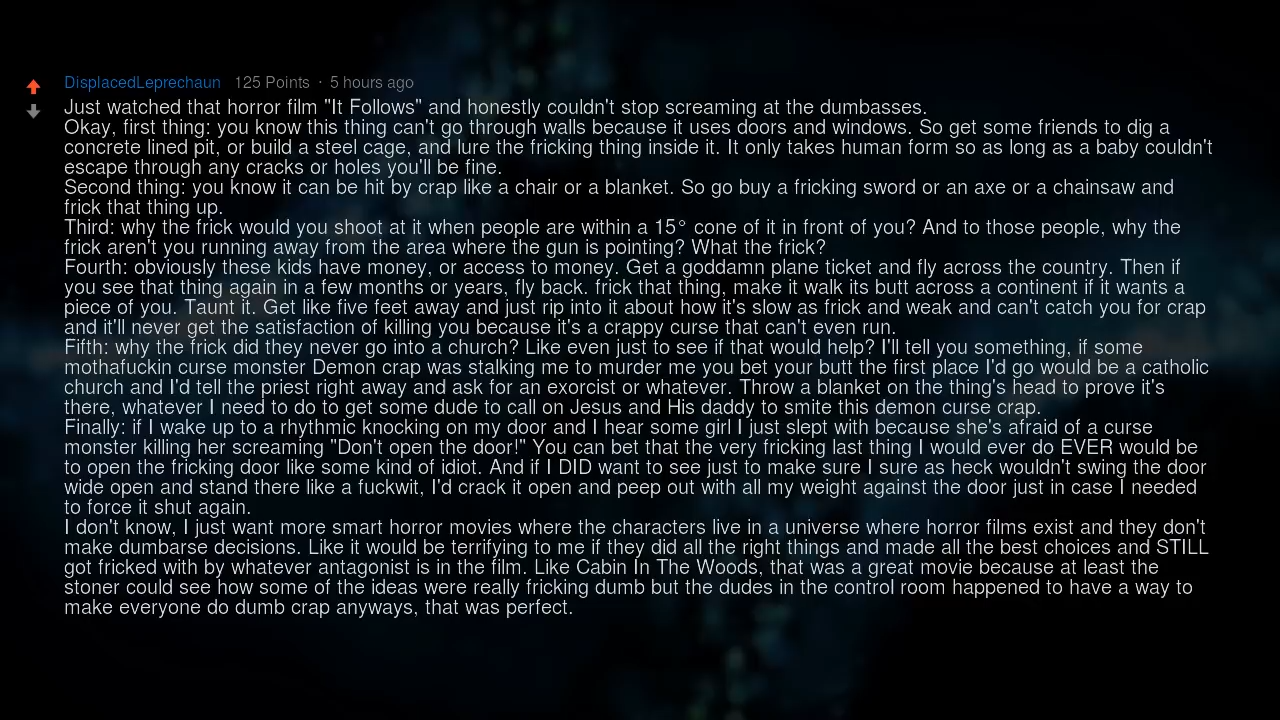 DisplacedLeprechaun 125 Points · 5 hours ago
Just watched that horror film "It Follows" and honestly couldn't stop screaming at the dumbasses.
Okay, first thing: you know this thing can't go through walls because it uses doors and windows. So get some friends to dig a
concrete lined pit, or build a steel cage, and lure the fricking thing inside it. It only takes human form so as long as a baby couldn't
escape through any cracks or holes you'll be fine.
Second thing: you know it can be hit by crap like a chair or a blanket. So go buy a fricking sword or an axe or a chainsaw and
frick that thing up.
Third: why the frick would you shoot at it when people are within a 15° cone of it in front of you? And to those people, why the
frick aren't you running away from the area where the gun is pointing? What the frick?
Fourth: obviously these kids have money, or access to money. Get a goddamn plane ticket and fly across the country. Then if
you see that thing again in a few months or years, fly back. frick that thing, make it walk its butt across a continent if it wants a
piece of you. Taunt it. Get like five feet away and just rip into it about how it's slow as frick and weak and can't catch you for crap
and it'll never get the satisfaction of killing you because it's a crappy curse that can't even run.
Fifth: why the frick did they never go into a church? Like even just to see if that would help? I'll tell you something, if some
mothafuckin curse monster Demon crap was stalking me to murder me you bet your butt the first place I'd go would be a catholic
church and I'd tell the priest right away and ask for an exorcist or whatever. Throw a blanket on the thing's head to prove it's
there, whatever I need to do to get some dude to call on Jesus and His daddy to smite this demon curse crap.
Finally: if I wake up to a rhythmic knocking on my door and I hear some girl I just slept with because she's afraid of a curse
monster killing her screaming "Don't open the door!" You can bet that the very fricking last thing I would ever do EVER would be
to open the fricking door like some kind of idiot. And if I DID want to see just to make sure I sure as heck wouldn't swing the door
wide open and stand there like a fuckwit, I'd crack it open and peep out with all my weight against the door just in case I needed
to force it shut again.
I don't know, I just want more smart horror movies where the characters live in a universe where horror films exist and they don't
make dumbarse decisions. Like it would be terrifying to me if they did all the right things and made all the best choices and STILL
got fricked with by whatever antagonist is in the film. Like Cabin In The Woods, that was a great movie because at least the
stoner could see how some of the ideas were really fricking dumb but the dudes in the control room happened to have a way to
make everyone do dumb crap anyways, that was perfect.